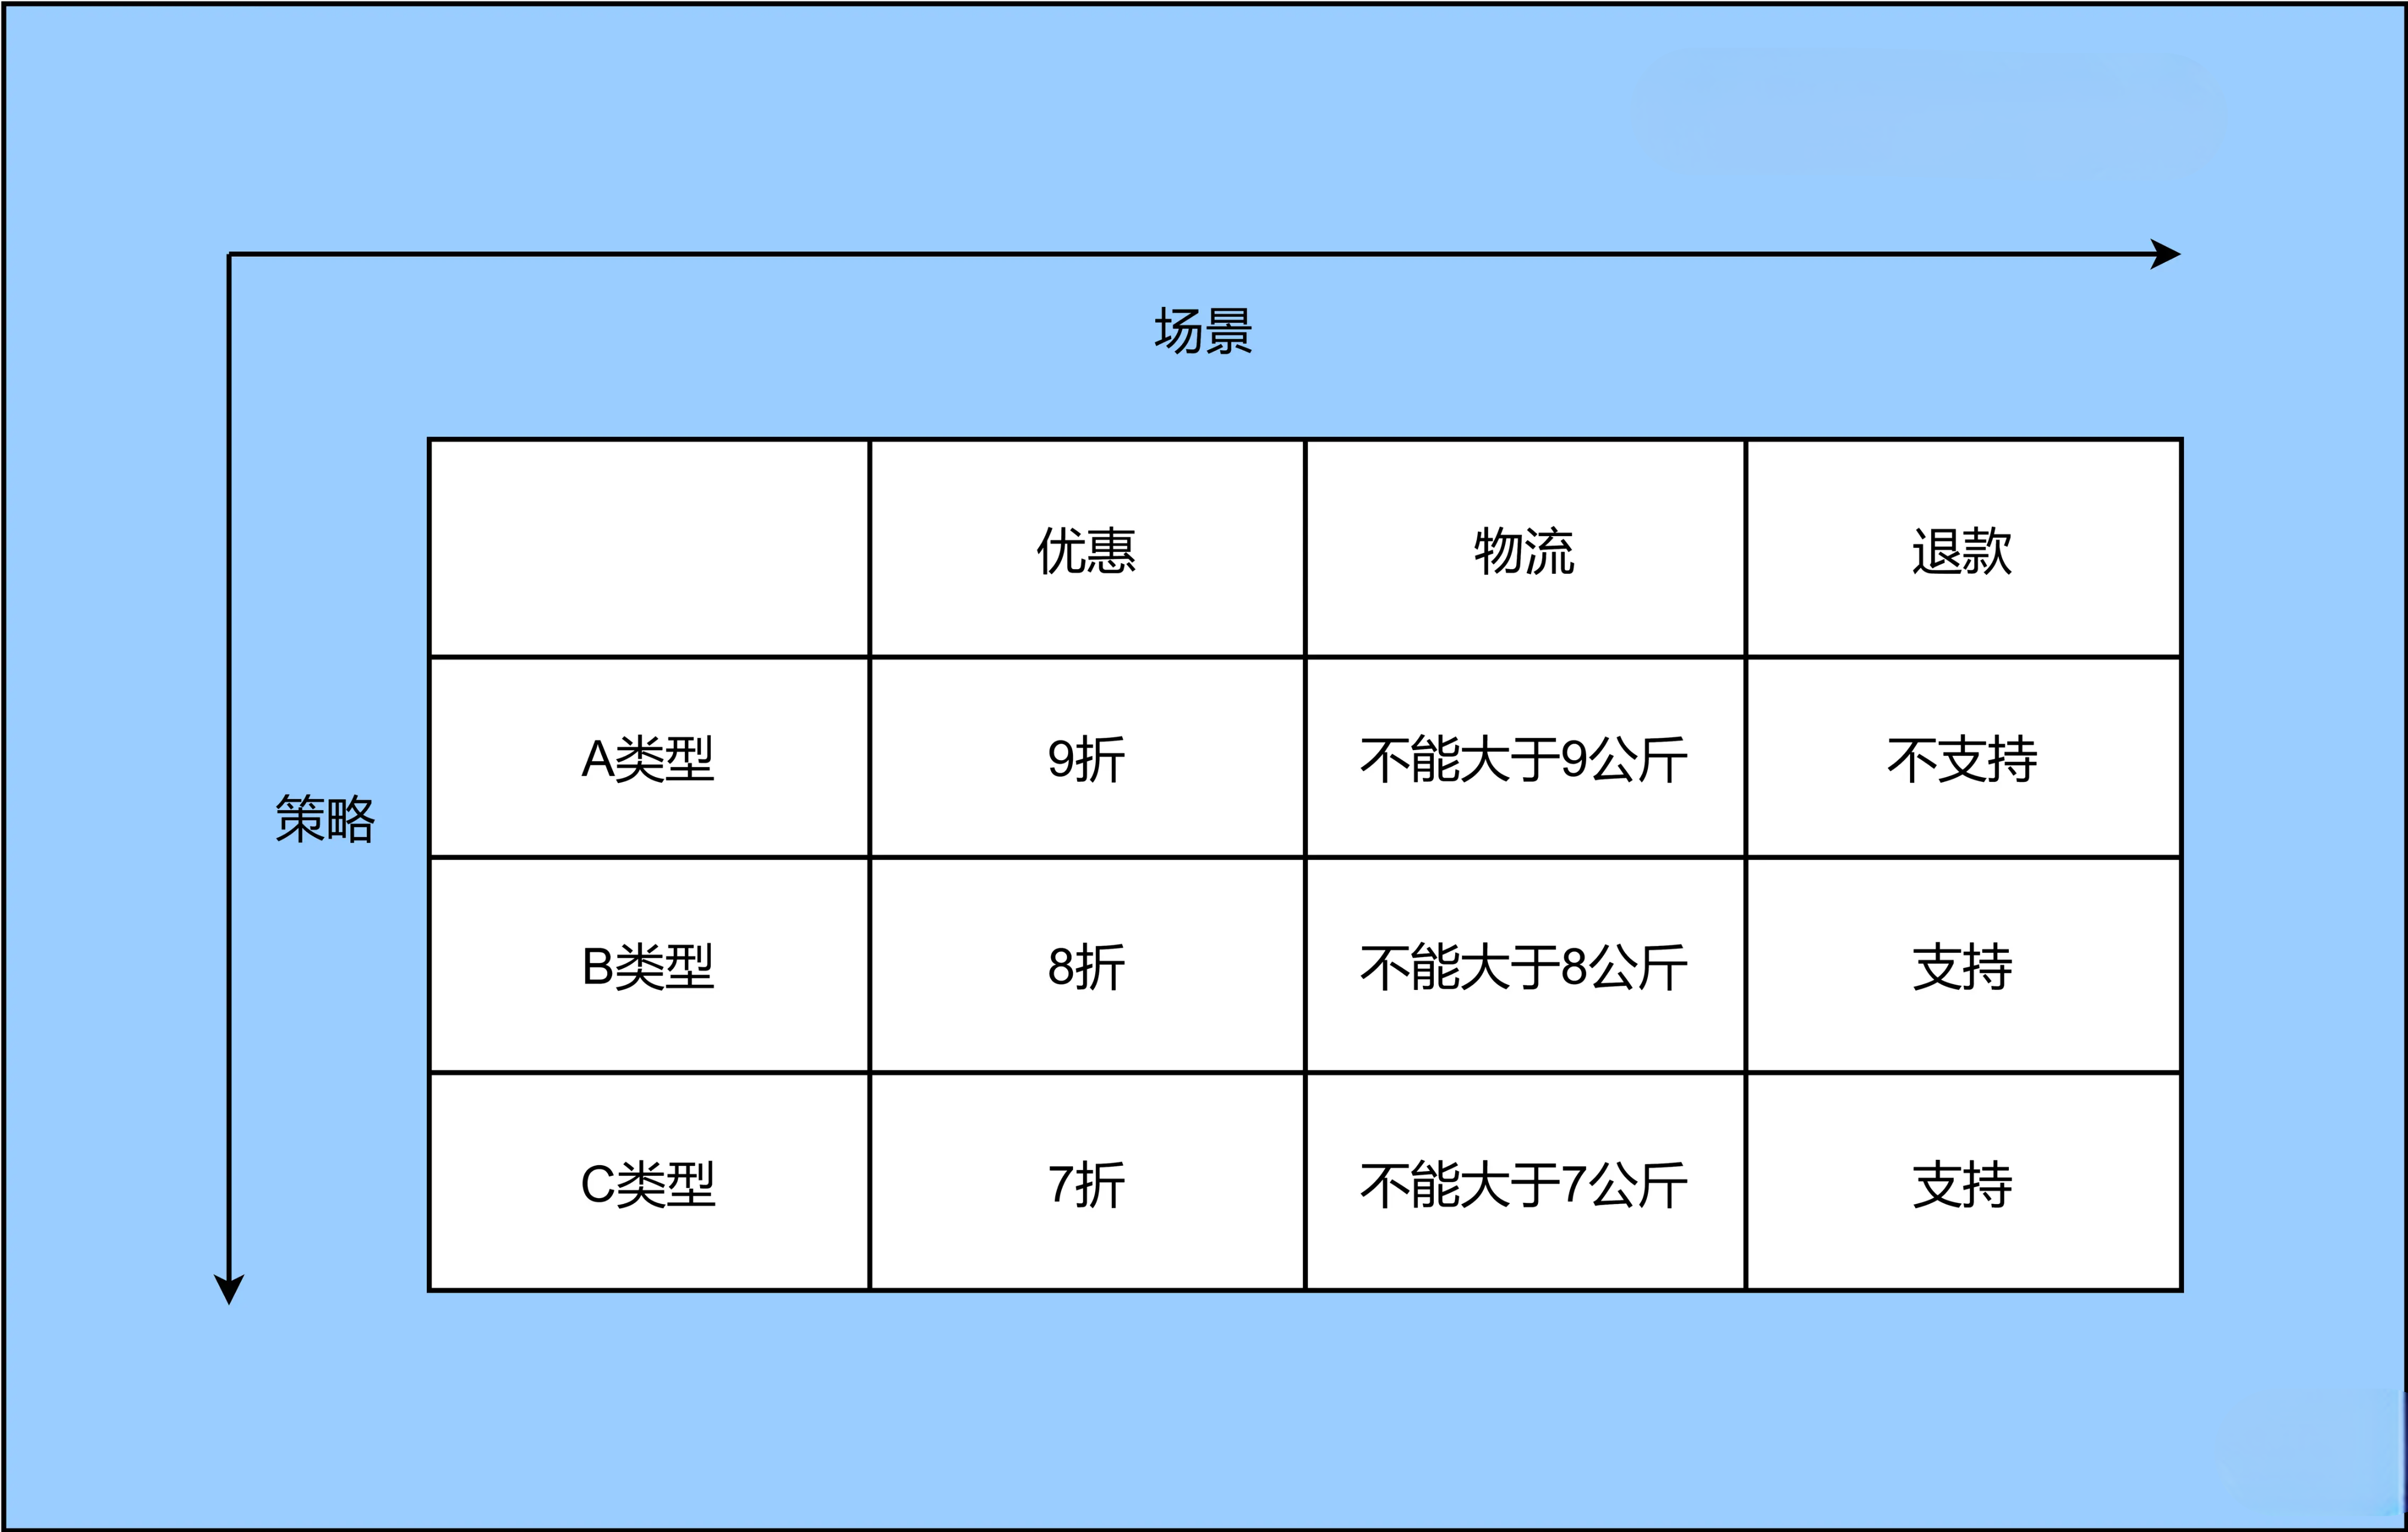 场景
策略
优惠 物流 退款
A类型 9折 不能大于9公斤 不支持
B类型 8折 不能大于8公斤 支持
C类型 7折 不能大于7公斤 支持